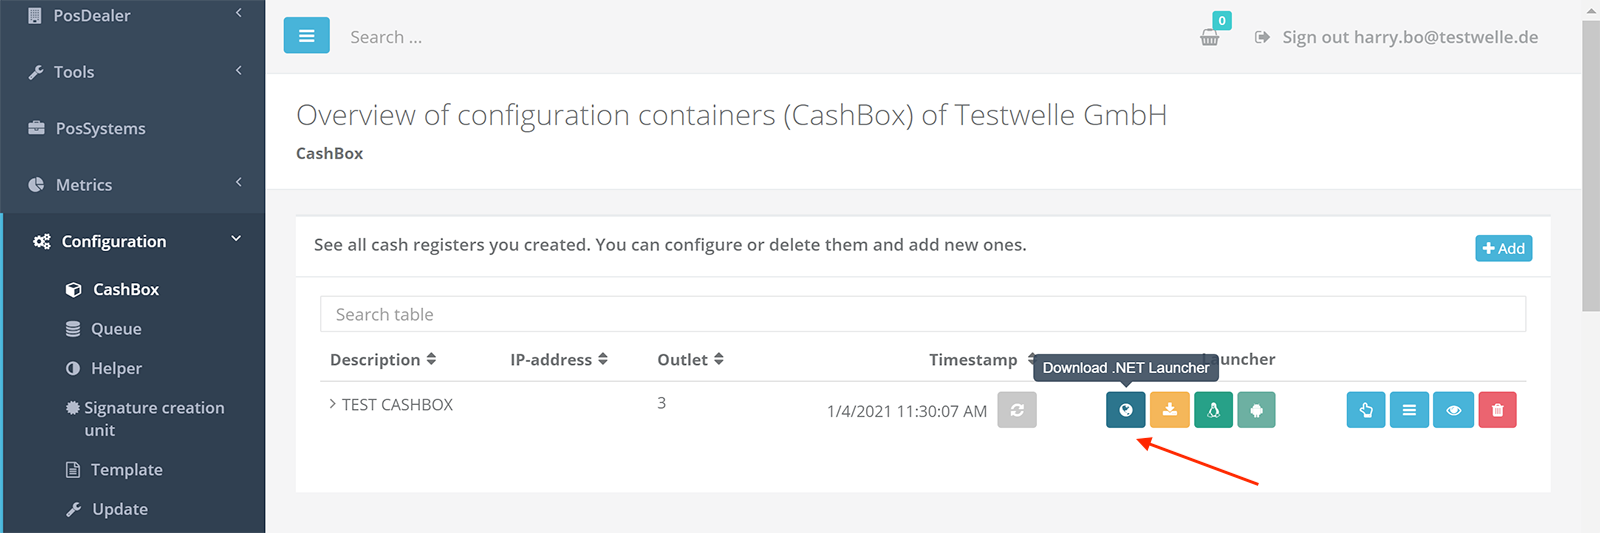 PosDealer
Tools
PosSystems
Metrics
Configuration
CashBox
Queue
Helper
Signature creation
unit
Template
Update
Search ...
0
Sign out harry.bo@testwelle.de
Overview of configuration containers (CashBox) of Testwelle GmbH
CashBox
See all cash registers you created. You can configure or delete them and add new ones.
Add
Search table
Description IP-address Outlet Timestamp Launcher
Download .NET Launcher
TEST CASHBOX 3 1/4/2021 11:30:07 AM